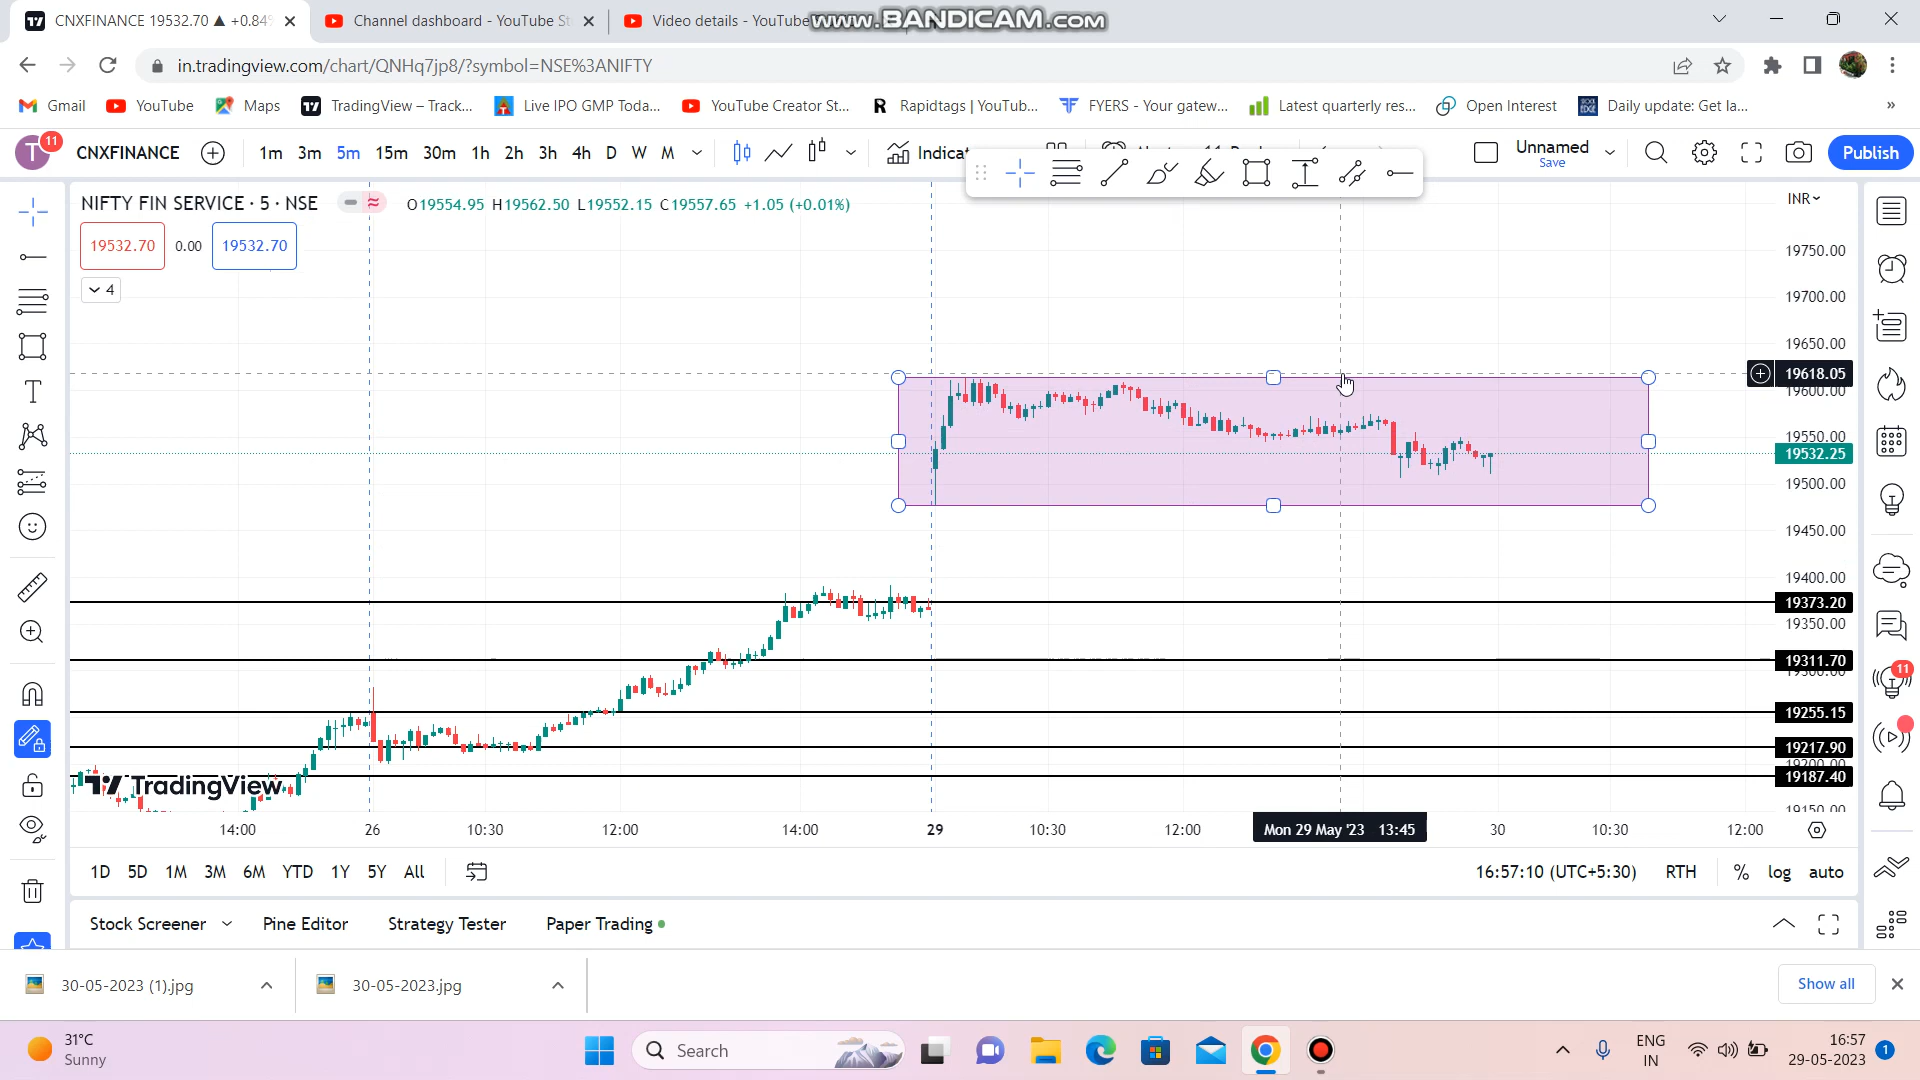 CNXFINANCE 19532.70 ▲ +0.84%
Channel dashboard - YouTube St
Video details - YouTube
www.BANDICAM.com
in.tradingview.com/chart/QNHq7jp8/?symbol=NSE%3ANIFTY
Gmail
YouTube
Maps
TradingView – Track...
Live IPO GMP Toda...
YouTube Creator St...
Rapidtags | YouTub...
FYERS - Your gatew...
Latest quarterly res...
Open Interest
Daily update: Get la...
»
T
11
CNXFINANCE
1m 3m 5m 15m 30m 1h 2h 3h 4h D W M
Indicat
Unnamed
Save
Publish
NIFTY FIN SERVICE · 5 · NSE
O19554.95 H19562.50 L19552.15 C19557.65 +1.05 (+0.01%)
INR
19532.70
0.00
19532.70
4
19750.00
19700.00
19650.00
19618.05
19600.00
19550.00
19532.25
19500.00
19450.00
19400.00
19373.20
19350.00
19311.70
19300.00
19255.15
19217.90
19200.00
19187.40
19150.00
11
TradingView
14:00
26
10:30
12:00
14:00
29
10:30
12:00
Mon 29 May '23 13:45
30
10:30
12:00
1D 5D 1M 3M 6M YTD 1Y 5Y All
16:57:10 (UTC+5:30)
RTH
%
log
auto
Stock Screener
Pine Editor
Strategy Tester
Paper Trading
30-05-2023 (1).jpg
30-05-2023.jpg
Show all
31°C
Sunny
Search
ENG
IN
16:57
29-05-2023
1